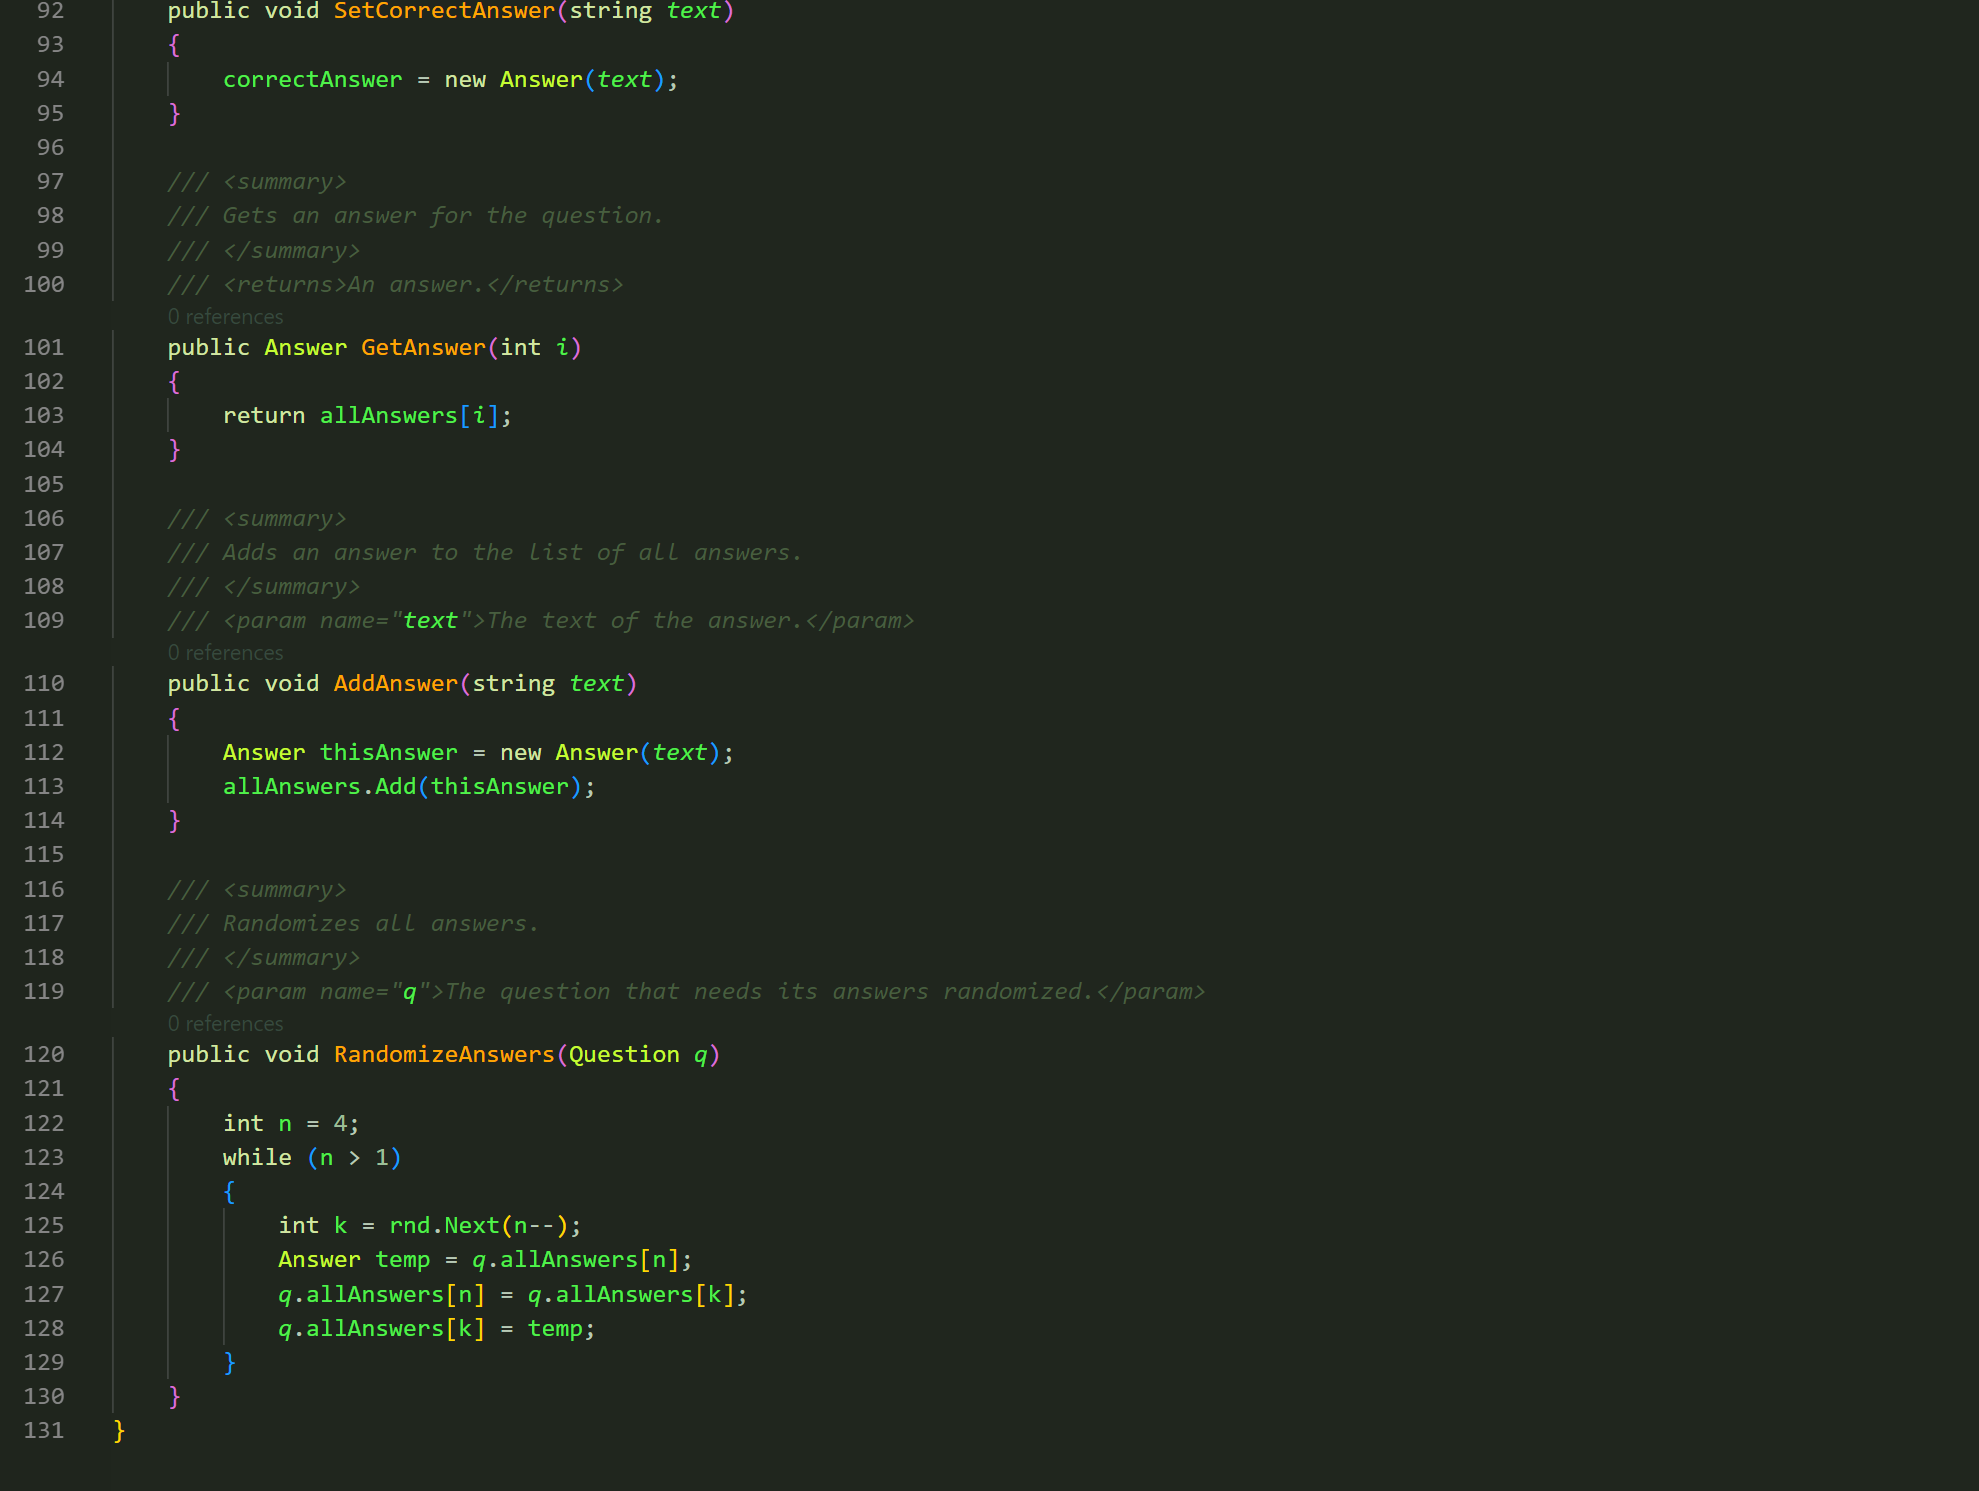 92 public void SetCorrectAnswer(string text)
93 {
94 correctAnswer = new Answer(text);
95 }
96
97 /// <summary>
98 /// Gets an answer for the question.
99 /// </summary>
100 /// <returns>An answer.</returns>
0 references
101 public Answer GetAnswer(int i)
102 {
103 return allAnswers[i];
104 }
105
106 /// <summary>
107 /// Adds an answer to the list of all answers.
108 /// </summary>
109 /// <param name="text">The text of the answer.</param>
0 references
110 public void AddAnswer(string text)
111 {
112 Answer thisAnswer = new Answer(text);
113 allAnswers.Add(thisAnswer);
114 }
115
116 /// <summary>
117 /// Randomizes all answers.
118 /// </summary>
119 /// <param name="q">The question that needs its answers randomized.</param>
0 references
120 public void RandomizeAnswers(Question q)
121 {
122 int n = 4;
123 while (n > 1)
124 {
125 int k = rnd.Next(n--);
126 Answer temp = q.allAnswers[n];
127 q.allAnswers[n] = q.allAnswers[k];
128 q.allAnswers[k] = temp;
129 }
130 }
131 }